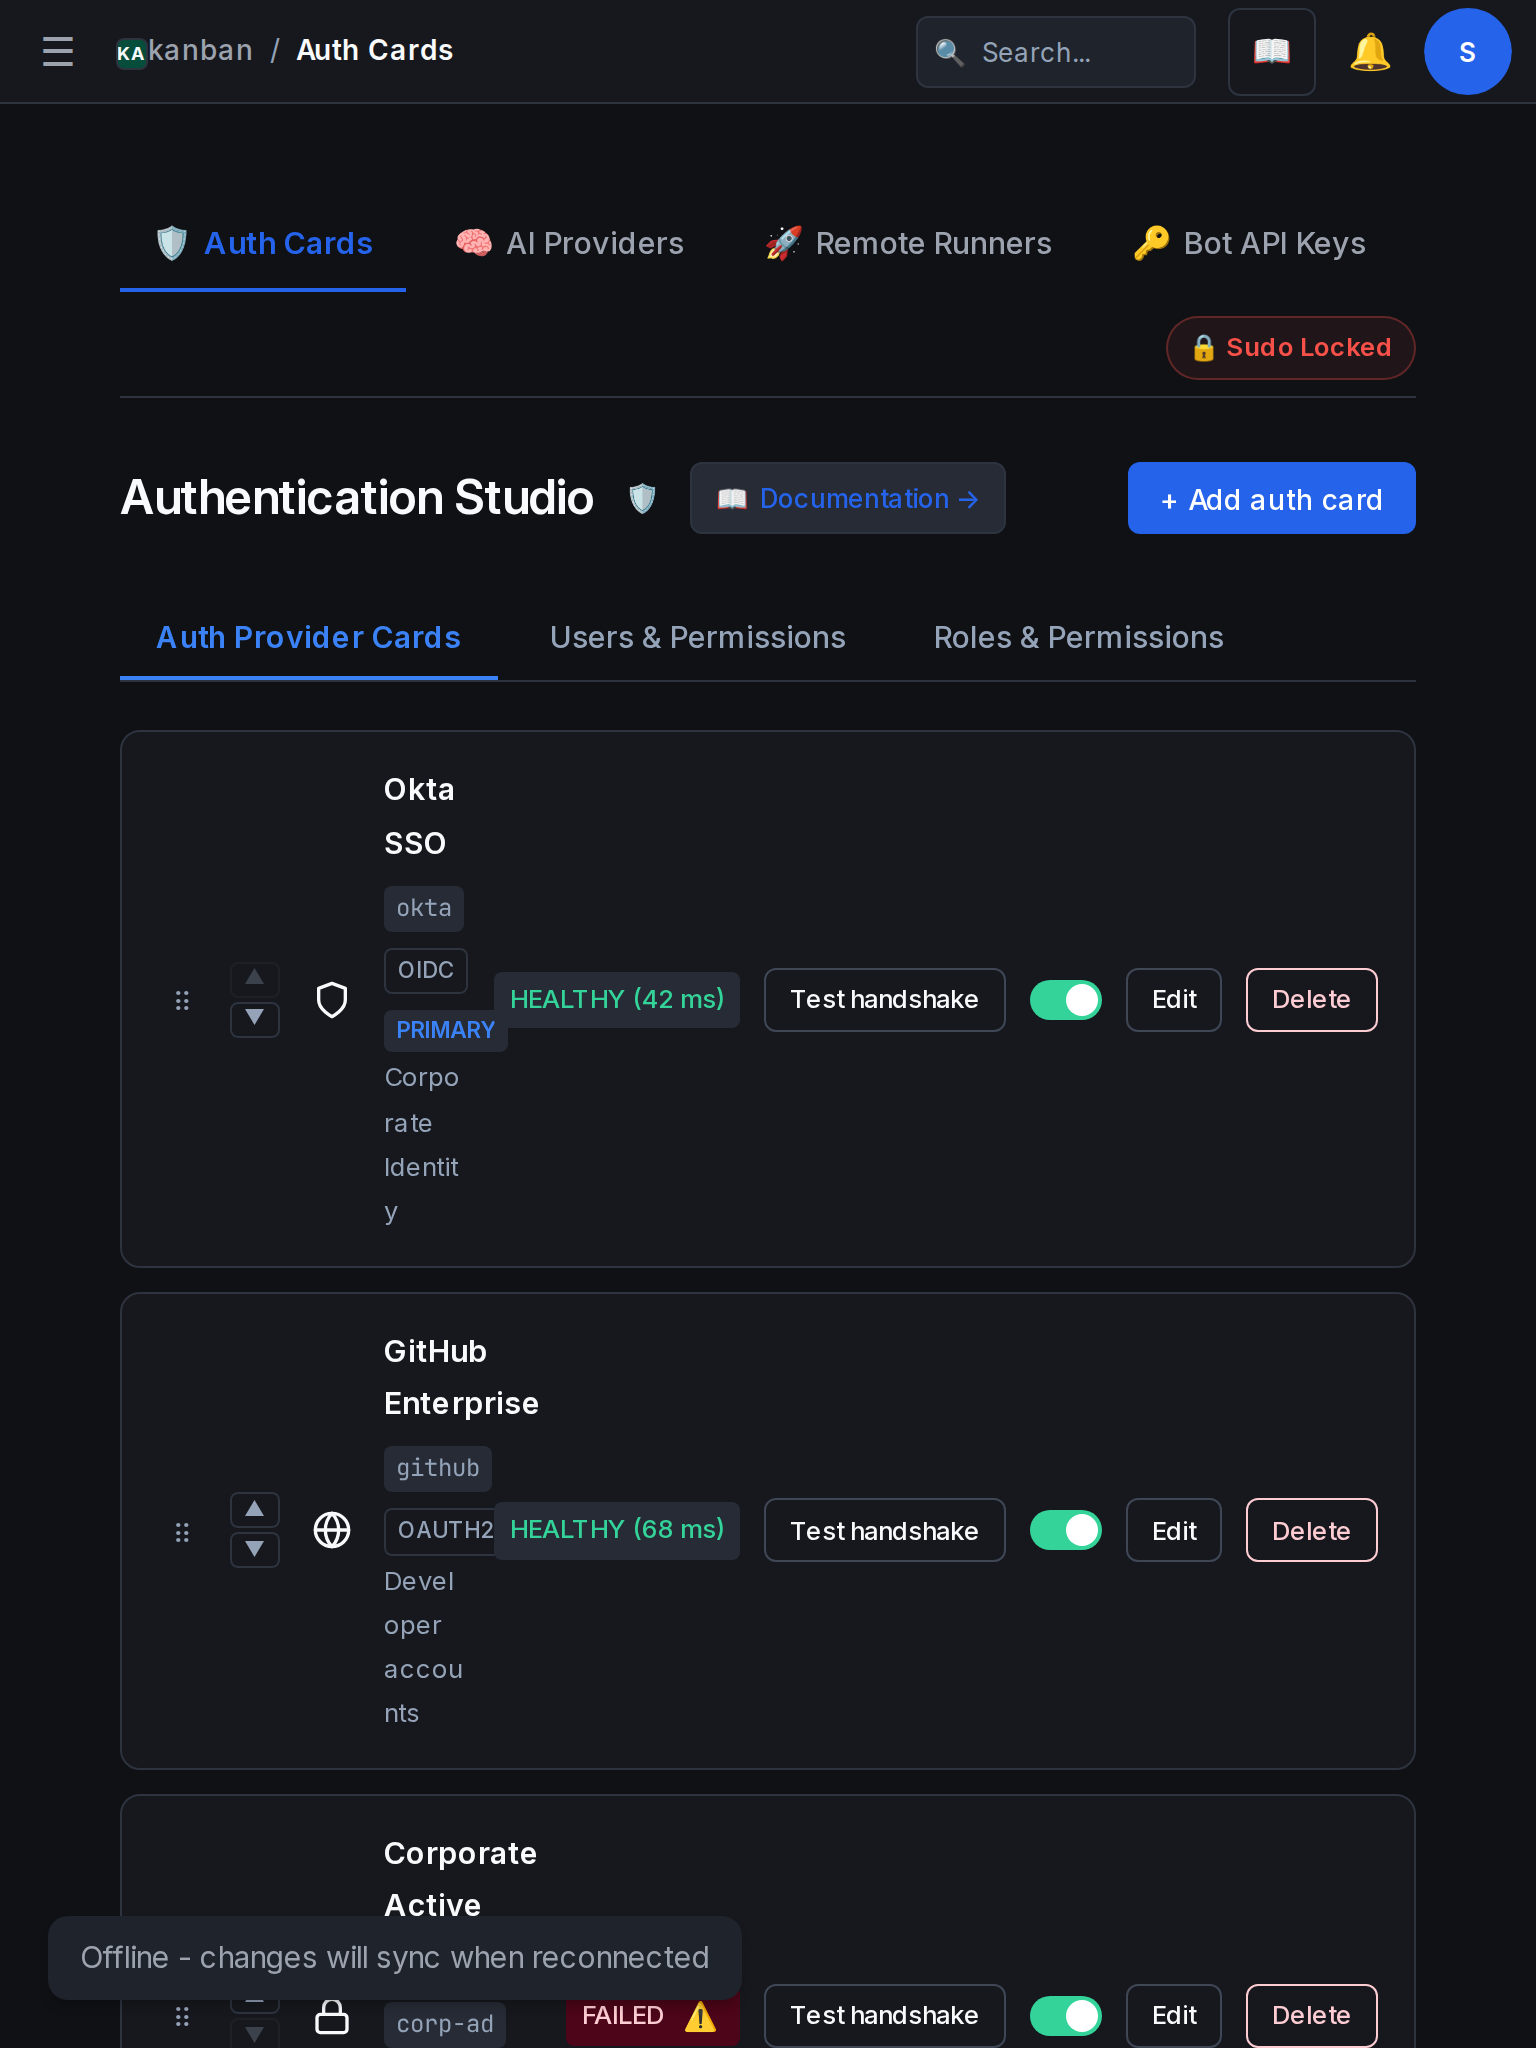 KA kanban / Auth Cards
Search...
S
Auth Cards
AI Providers
Remote Runners
Bot API Keys
Sudo Locked
Authentication Studio
Documentation →
+ Add auth card
Auth Provider Cards
Users & Permissions
Roles & Permissions
Okta
SSO
okta
OIDC
PRIMARY
Corpo
rate
Identit
y
HEALTHY (42 ms)
Test handshake
Edit
Delete
GitHub
Enterprise
github
OAUTH2
Devel
oper
accou
nts
HEALTHY (68 ms)
Test handshake
Edit
Delete
Corporate
Active
corp-ad
FAILED
Test handshake
Edit
Delete
Offline - changes will sync when reconnected